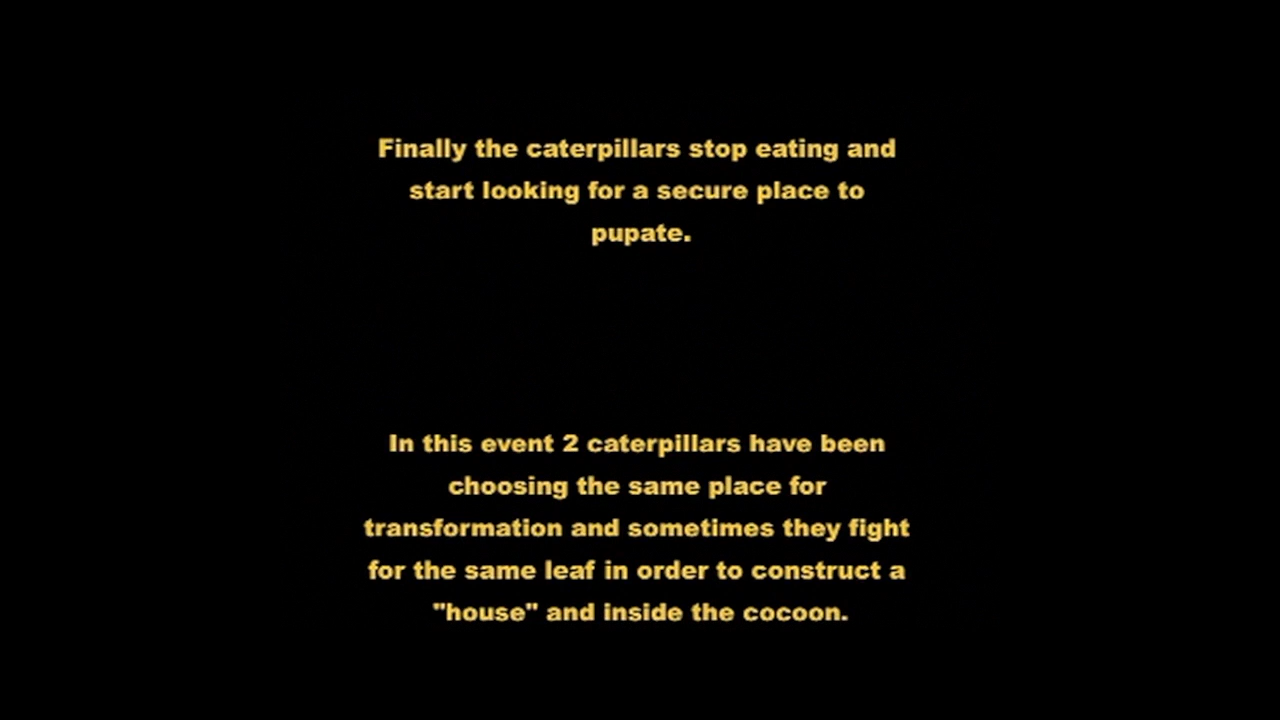 Finally the caterpillars stop eating and
start looking for a secure place to
pupate.
In this event 2 caterpillars have been
choosing the same place for
transformation and sometimes they fight
for the same leaf in order to construct a
"house" and inside the cocoon.